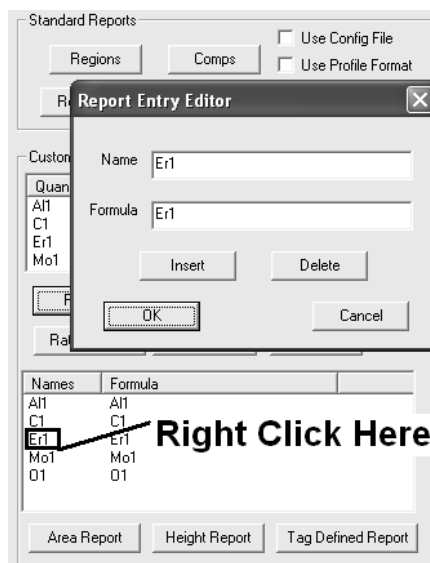 Standard Reports
Use Config File
Regions
Comps
Use Profile Format
Report Entry Editor
Name
Er1
Formula
Er1
Insert
Delete
OK
Cancel
Quan
Al1
C1
Er1
Mo1
Names Formula
Al1 Al1
C1 C1
Er1 Er1
Mo1 Mo1
O1 O1
Right Click Here
Area Report
Height Report
Tag Defined Report